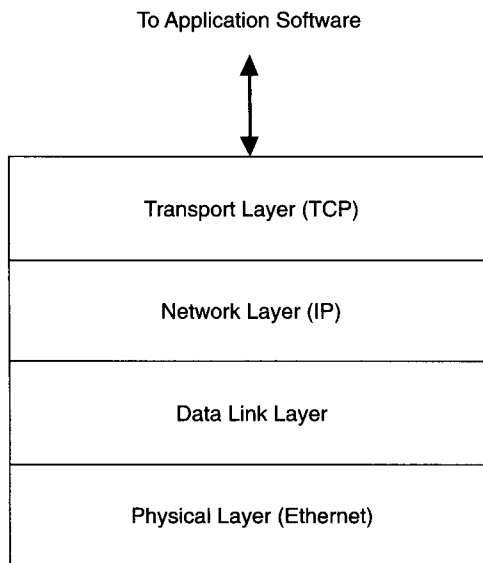 To Application Software
Transport Layer (TCP)
Network Layer (IP)
Data Link Layer
Physical Layer (Ethernet)